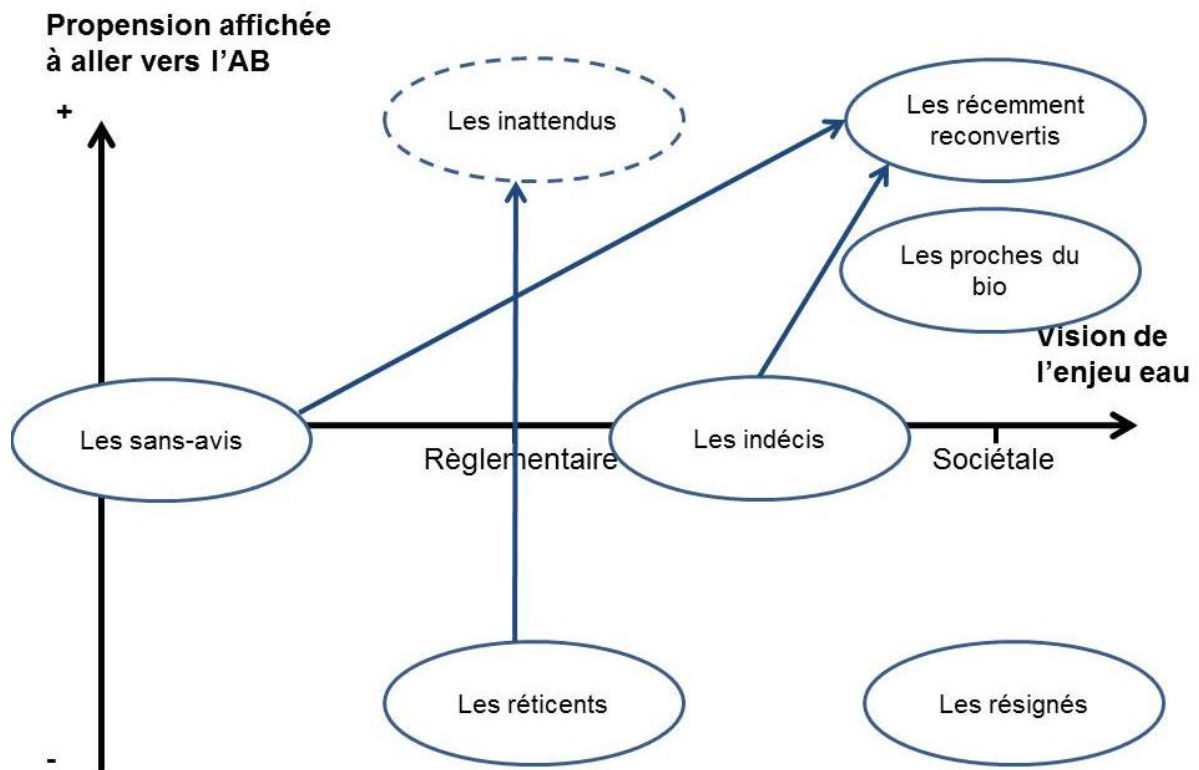 Propension affichée
à aller vers l'AB
+
Les inattendus
Les récemment
reconvertis
Les proches du
bio
Vision de
l'enjeu eau
Les sans-avis
Règlementaire
Les indécis
Sociétale
Les réticents
Les résignés
-